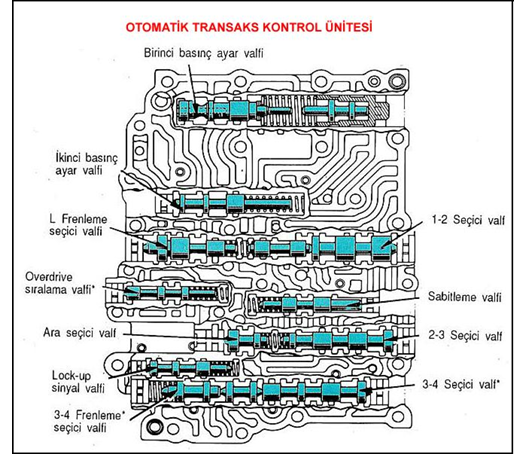 OTOMATİK TRANSAKS KONTROL ÜNİTESİ
Birinci basınç ayar valfi
İkinci basınç
ayar valfi
L Frenleme
seçici valfi
1-2 Seçici valf
Overdrive
sıralama valfi*
Sabitleme valfi
Ara seçici valf
2-3 Seçici valf
Lock-up
sinyal valfi
3-4 Seçici valf*
3-4 Frenleme*
seçici valfi